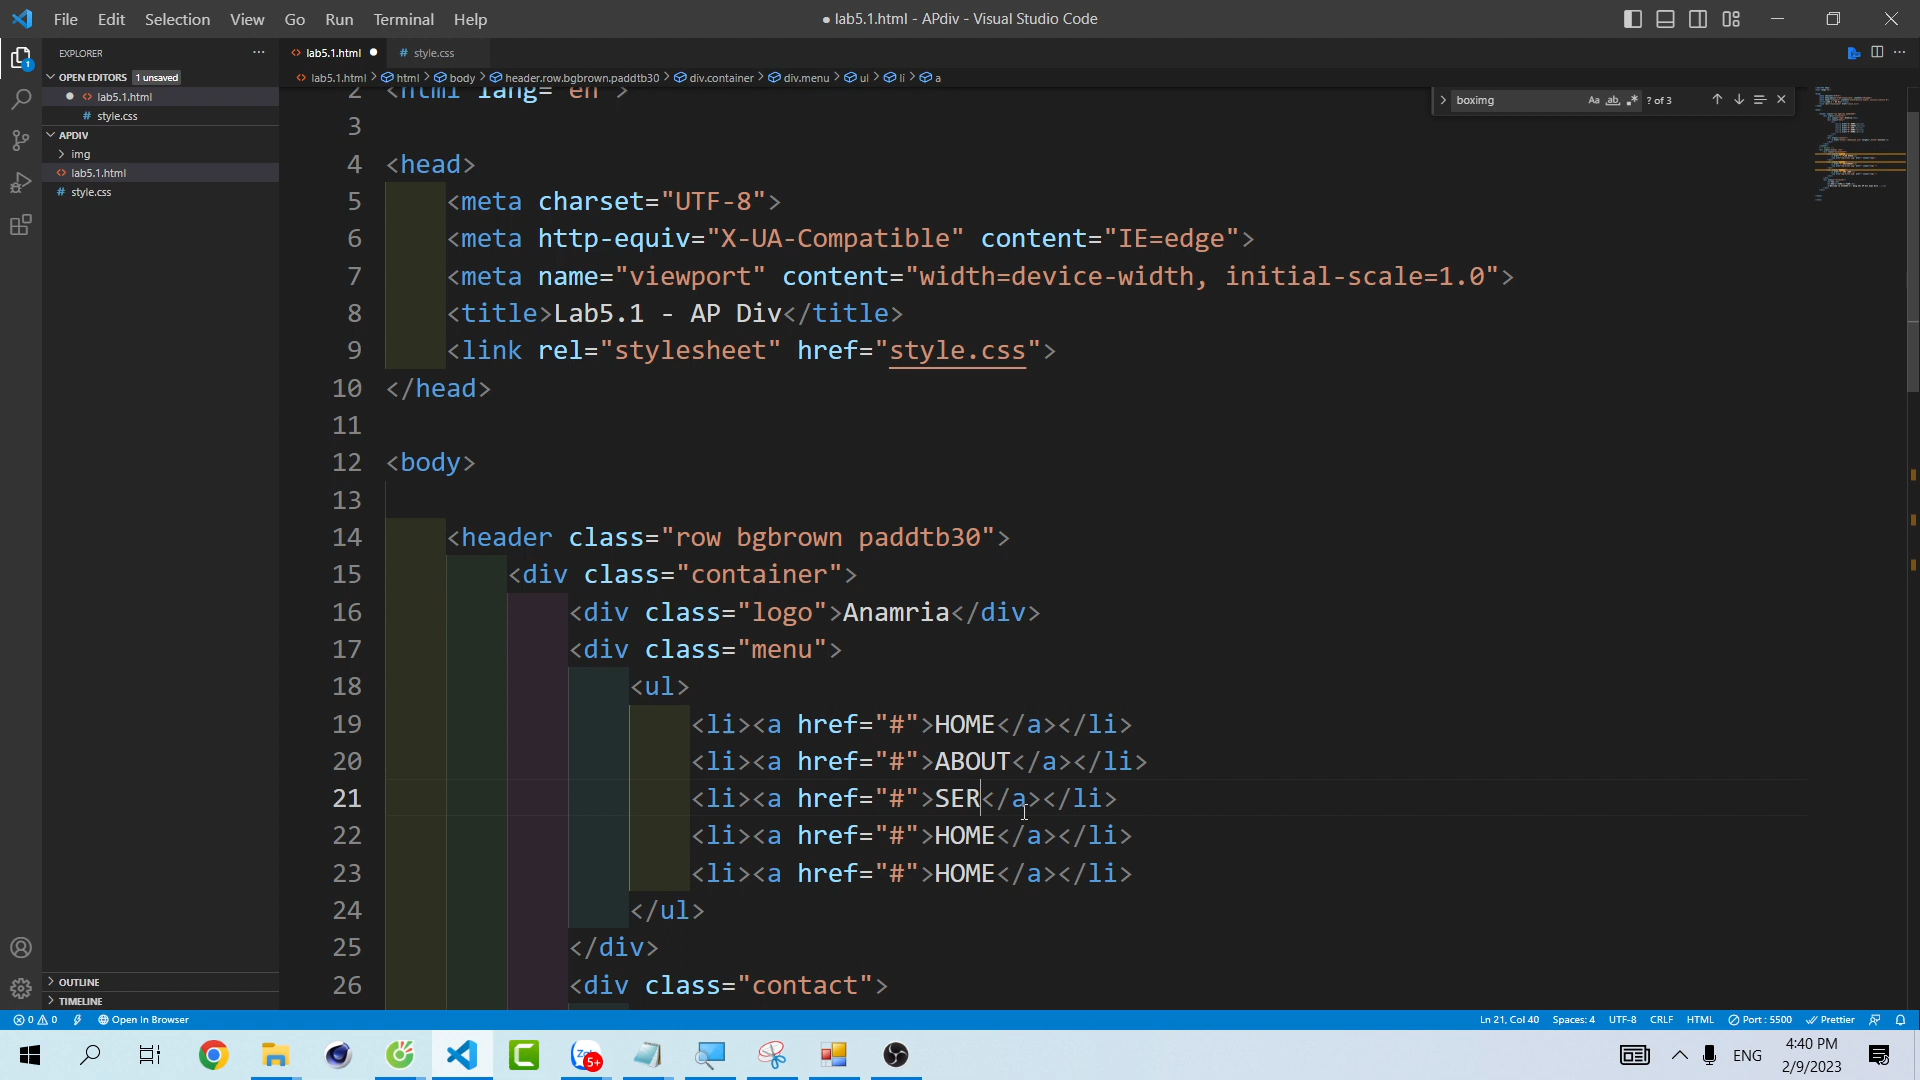 File Edit Selection View Go Run Terminal Help
● lab5.1.html - APdiv - Visual Studio Code
EXPLORER
OPEN EDITORS 1 unsaved
lab5.1.html
style.css
APDIV
img
lab5.1.html
style.css
OUTLINE
TIMELINE
lab5.1.html
# style.css
lab5.1.html > html > body > header.row.bgbrown.paddtb30 > div.container > div.menu > ul > li > a
boximg Aa ab ? of 3
2 <html lang="en">
3
4 <head>
5 <meta charset="UTF-8">
6 <meta http-equiv="X-UA-Compatible" content="IE=edge">
7 <meta name="viewport" content="width=device-width, initial-scale=1.0">
8 <title>Lab5.1 - AP Div</title>
9 <link rel="stylesheet" href="style.css">
10 </head>
11
12 <body>
13
14 <header class="row bgbrown paddtb30">
15 <div class="container">
16 <div class="logo">Anamria</div>
17 <div class="menu">
18 <ul>
19 <li><a href="#">HOME</a></li>
20 <li><a href="#">ABOUT</a></li>
21 <li><a href="#">SER</a></li>
22 <li><a href="#">HOME</a></li>
23 <li><a href="#">HOME</a></li>
24 </ul>
25 </div>
26 <div class="contact">
0 0 Open In Browser
Ln 21, Col 40 Spaces: 4 UTF-8 CRLF HTML Port : 5500 Prettier
5+
ENG
4:40 PM
2/9/2023